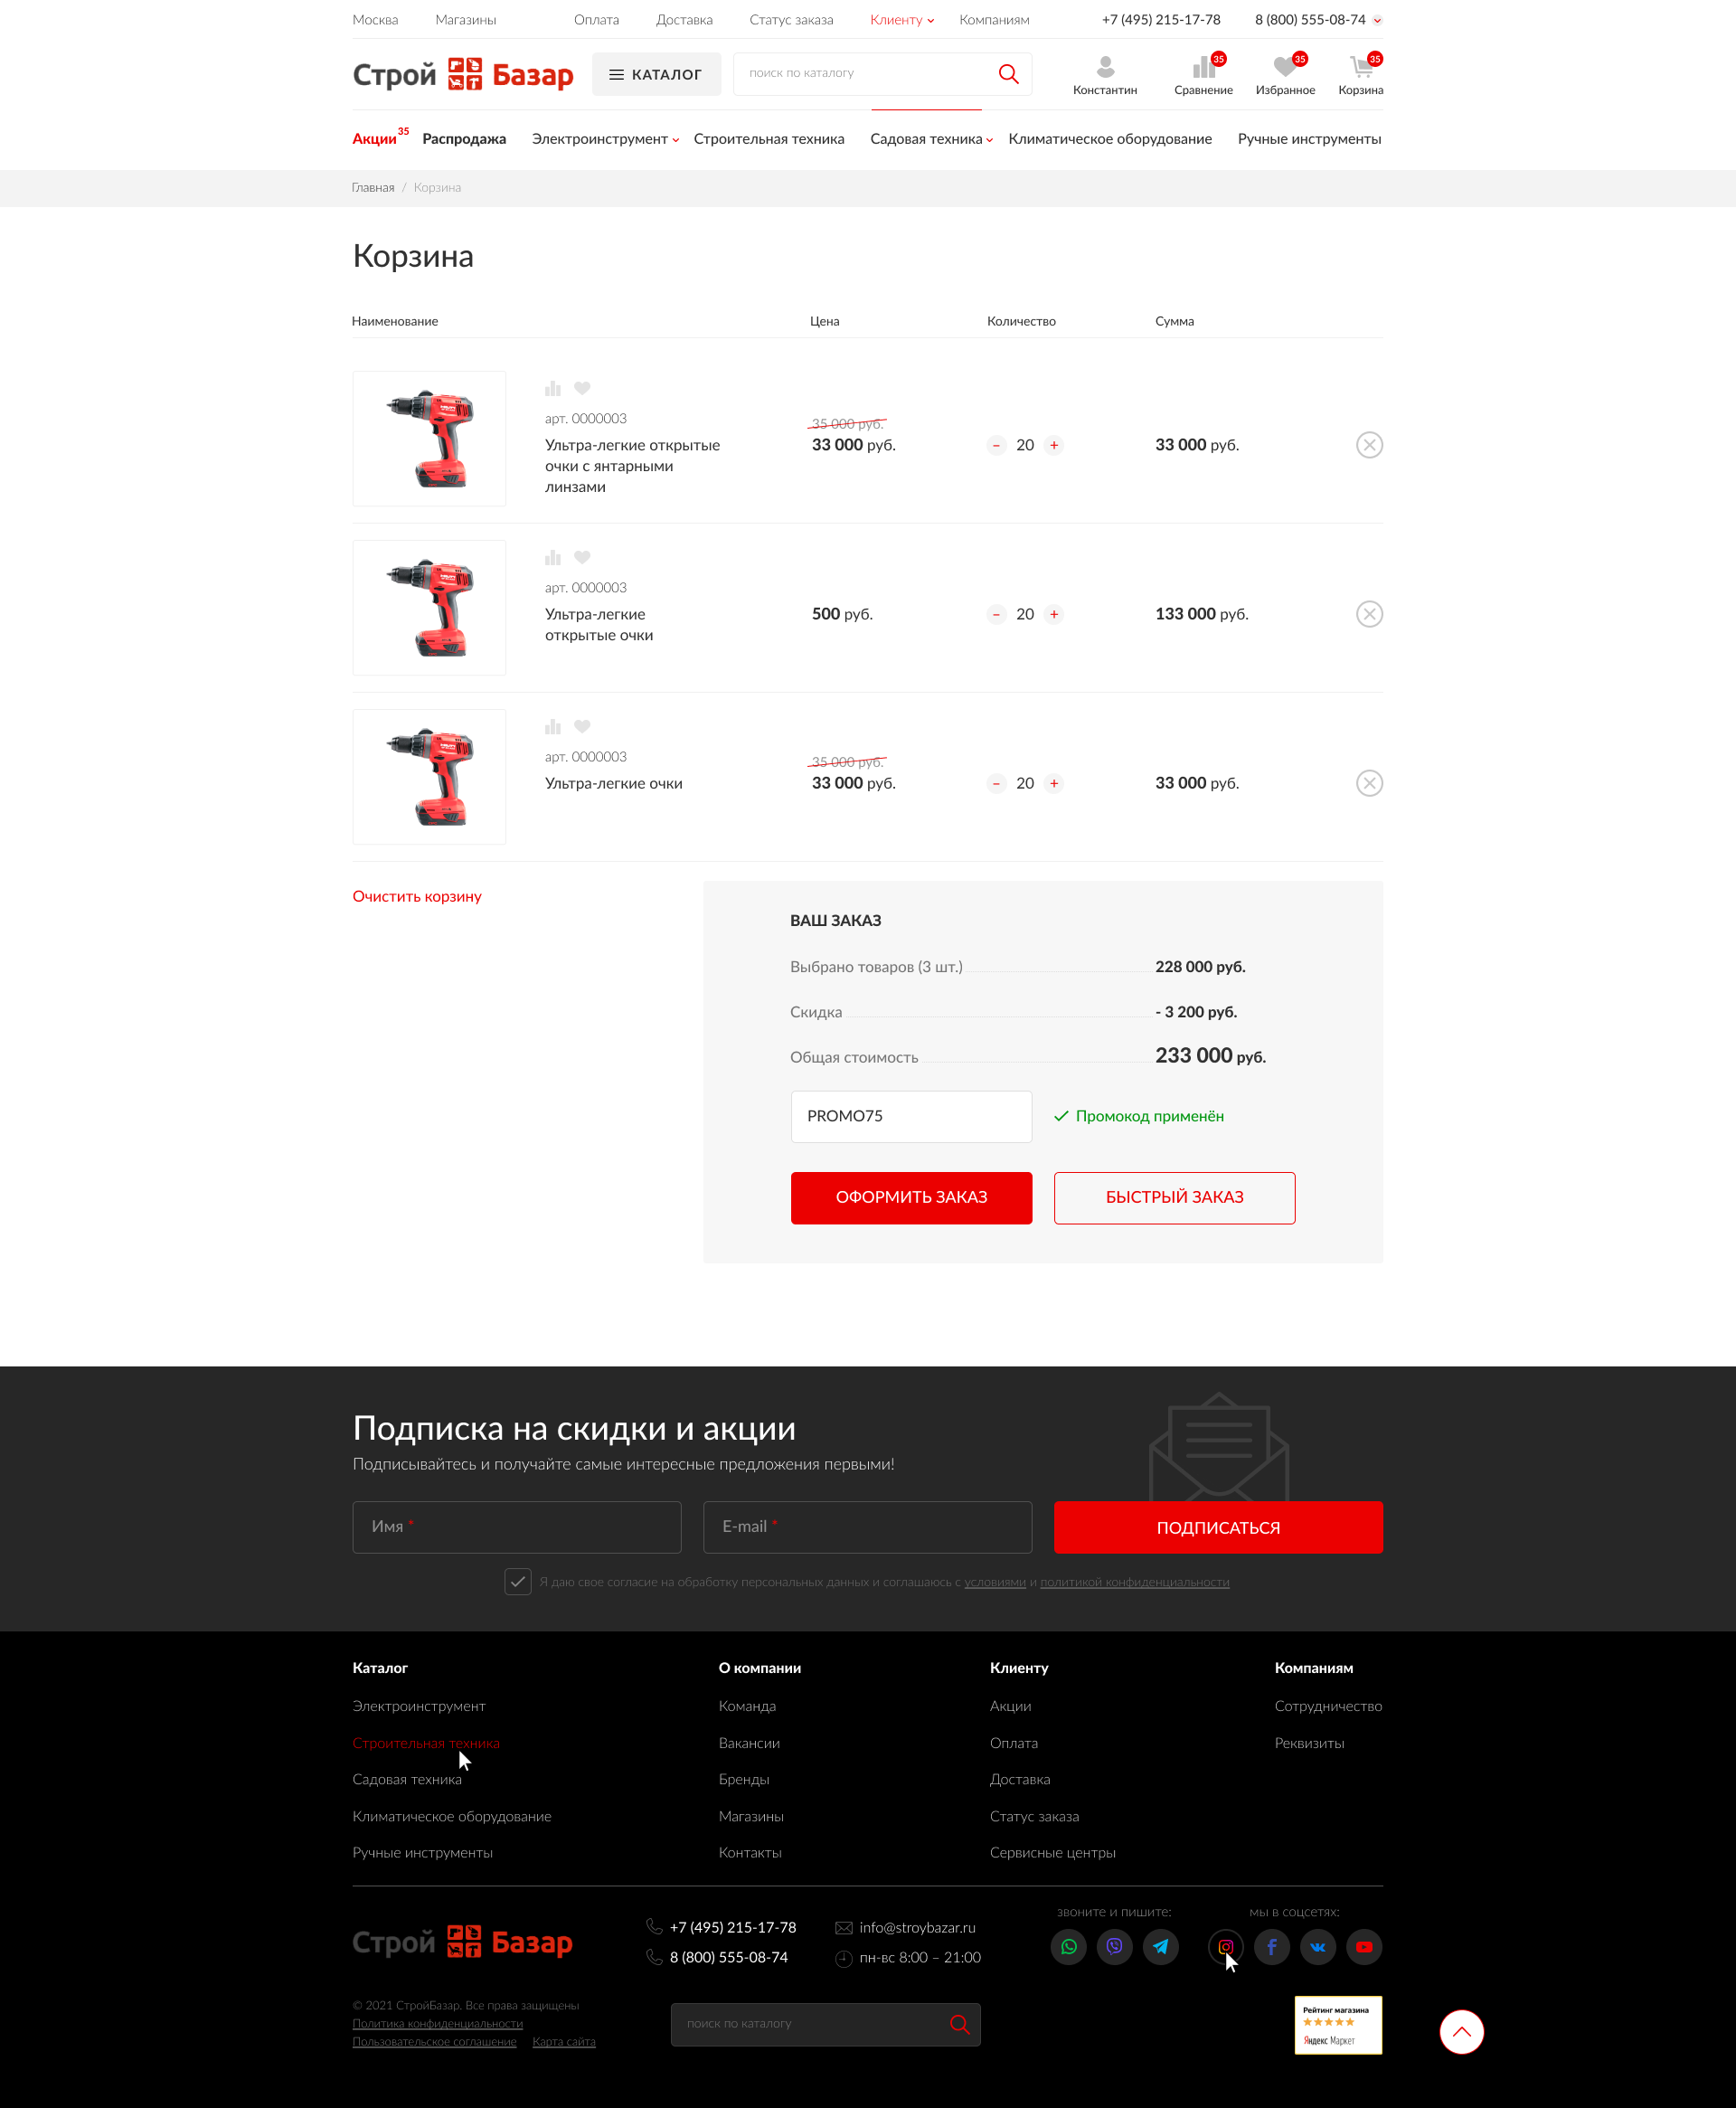 Москва Магазины Оплата Доставка Статус заказа Клиенту Компаниям +7 (495) 215-17-78 8 (800) 555-08-74
Строй Базар КАТАЛОГ поиск по каталогу Константин 35 Сравнение 35 Избранное 35 Корзина
Акции 35 Распродажа Электроинструмент Строительная техника Садовая техника Климатическое оборудование Ручные инструменты
Главная / Корзина
Корзина
Наименование Цена Количество Сумма
арт. 0000003
35 000 руб.
Ультра-легкие открытые 33 000 руб. – 20 + 33 000 руб.
очки с янтарными
линзами
арт. 0000003
Ультра-легкие 500 руб. – 20 + 133 000 руб.
открытые очки
арт. 0000003
35 000 руб.
Ультра-легкие очки 33 000 руб. – 20 + 33 000 руб.
Очистить корзину
ВАШ ЗАКАЗ
Выбрано товаров (3 шт.) 228 000 руб.
Скидка - 3 200 руб.
Общая стоимость 233 000 руб.
PROMO75 Промокод применён
ОФОРМИТЬ ЗАКАЗ БЫСТРЫЙ ЗАКАЗ
Подписка на скидки и акции
Подписывайтесь и получайте самые интересные предложения первыми!
Имя * E-mail * ПОДПИСАТЬСЯ
Я даю свое согласие на обработку персональных данных и соглашаюсь с условиями и политикой конфиденциальности
Каталог О компании Клиенту Компаниям
Электроинструмент Команда Акции Сотрудничество
Строительная техника Вакансии Оплата Реквизиты
Садовая техника Бренды Доставка
Климатическое оборудование Магазины Статус заказа
Ручные инструменты Контакты Сервисные центры
звоните и пишите: мы в соцсетях:
Строй Базар +7 (495) 215-17-78 info@stroybazar.ru
8 (800) 555-08-74 пн-вс 8:00 – 21:00
© 2021 СтройБазар. Все права защищены
Политика конфиденциальности
Пользовательское соглашение Карта сайта
поиск по каталогу
Рейтинг магазина
Яндекс Маркет